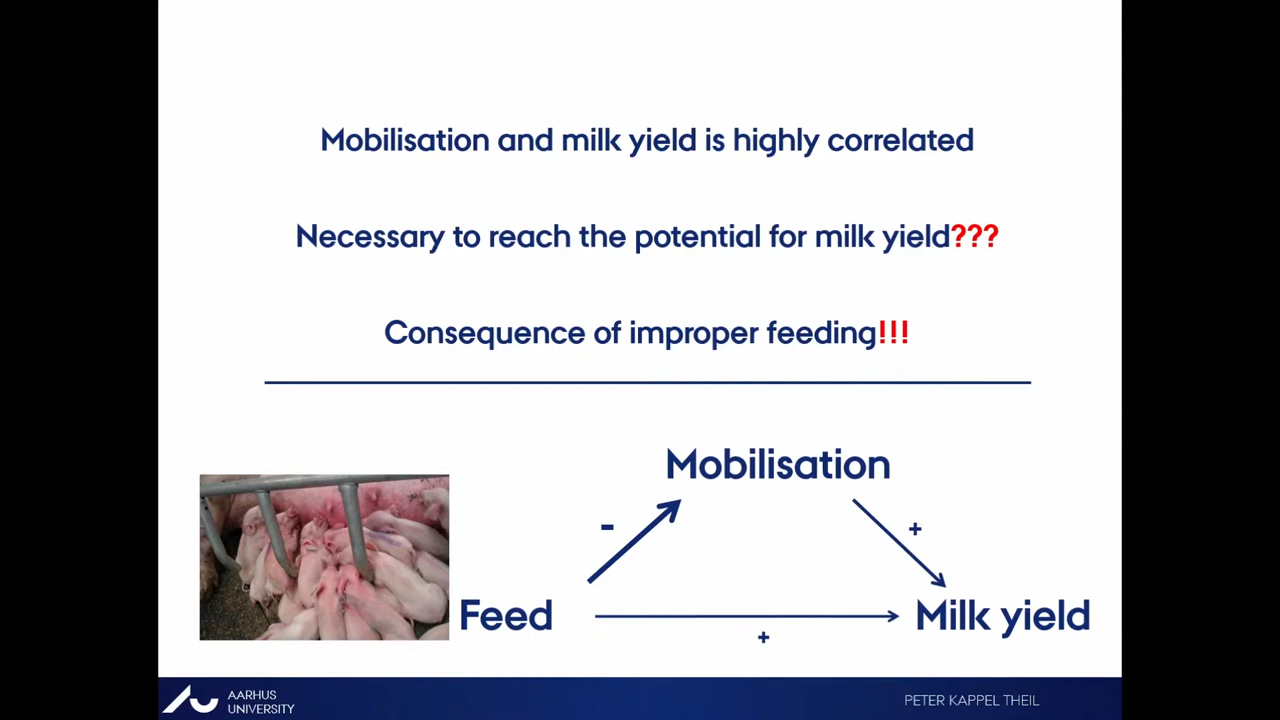 Mobilisation and milk yield is highly correlated
Necessary to reach the potential for milk yield???
Consequence of improper feeding!!!
Mobilisation
-
+
Feed
Milk yield
+
AARHUS
UNIVERSITY
PETER KAPPEL THEIL